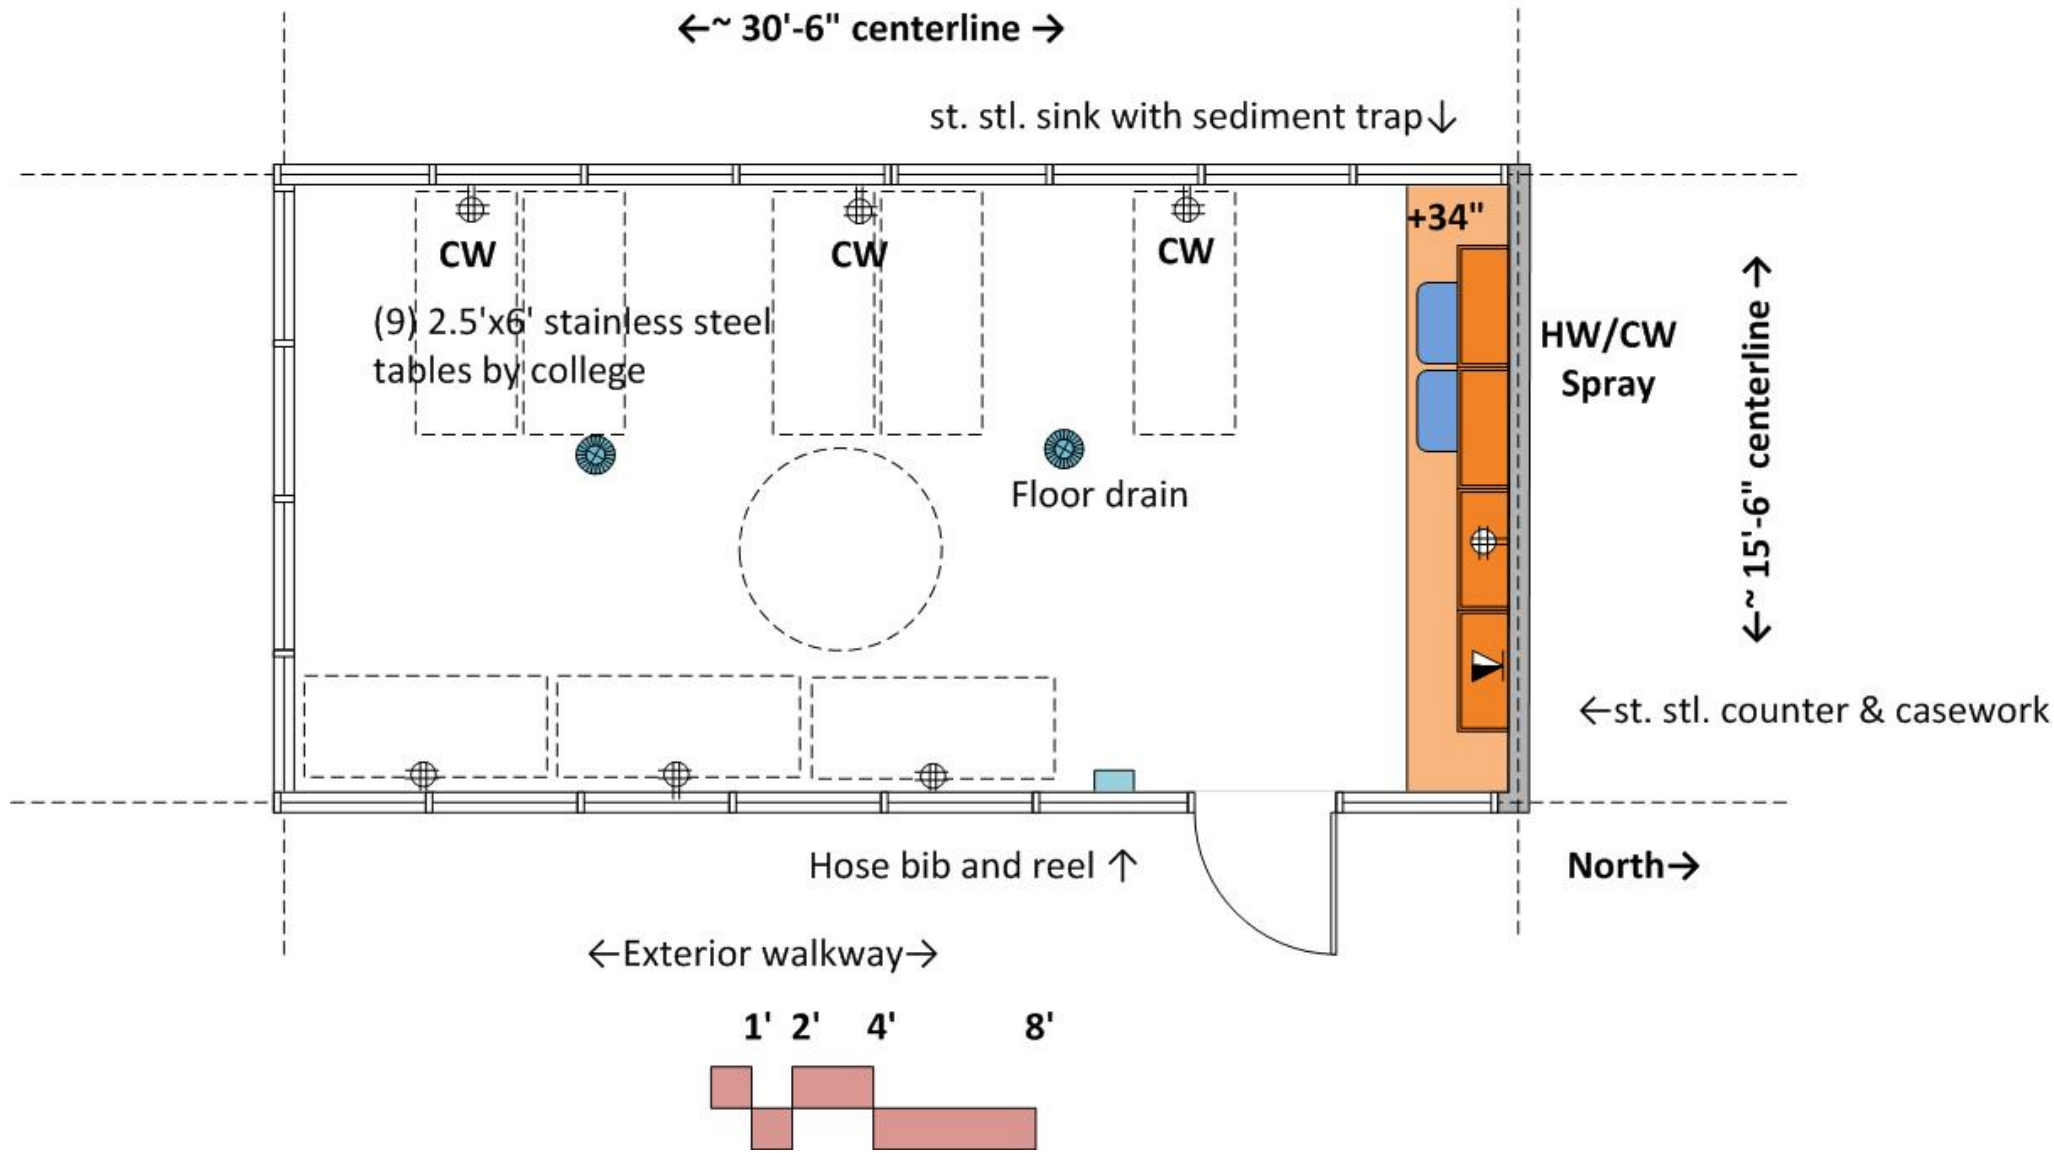 ←~ 30'-6" centerline →
st. stl. sink with sediment trap↓
+34"
CW
CW
CW
(9) 2.5'x6' stainless steel
tables by college
HW/CW
Spray
←~ 15'-6" centerline →
Floor drain
←st. stl. counter & casework
Hose bib and reel ↑
North→
←Exterior walkway→
1' 2' 4' 8'